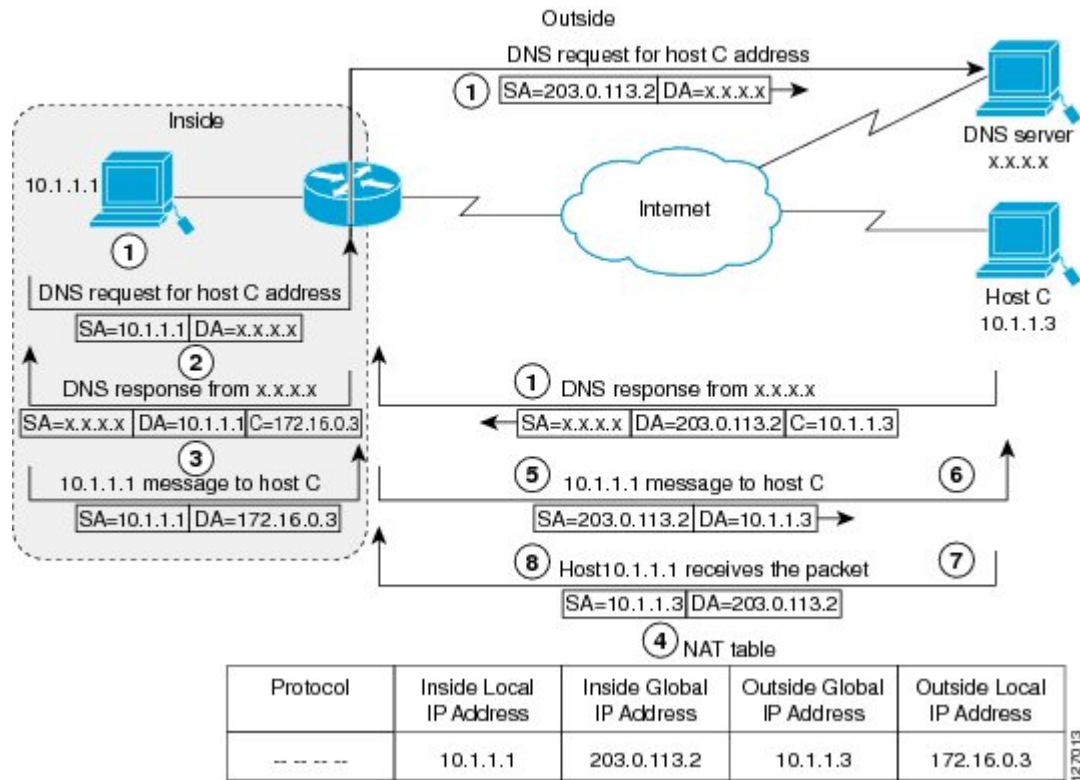 Outside
DNS request for host C address
1 SA=203.0.113.2 DA=x.x.x.x
Inside
DNS server
x.x.x.x
10.1.1.1
Internet
1
DNS request for host C address
Host C
10.1.1.3
SA=10.1.1.1 DA=x.x.x.x
2
DNS response from x.x.x.x
1 DNS response from x.x.x.x
SA=x.x.x.x DA=10.1.1.1 C=172.16.0.3
SA=x.x.x.x DA=203.0.113.2 C=10.1.1.3
3
10.1.1.1 message to host C
5 10.1.1.1 message to host C 6
SA=10.1.1.1 DA=172.16.0.3
SA=203.0.113.2 DA=10.1.1.3
8 Host10.1.1.1 receives the packet 7
SA=10.1.1.3 DA=203.0.113.2
4 NAT table
Protocol Inside Local IP Address Inside Global IP Address Outside Global IP Address Outside Local IP Address
-- -- -- -- 10.1.1.1 203.0.113.2 10.1.1.3 172.16.0.3
127013